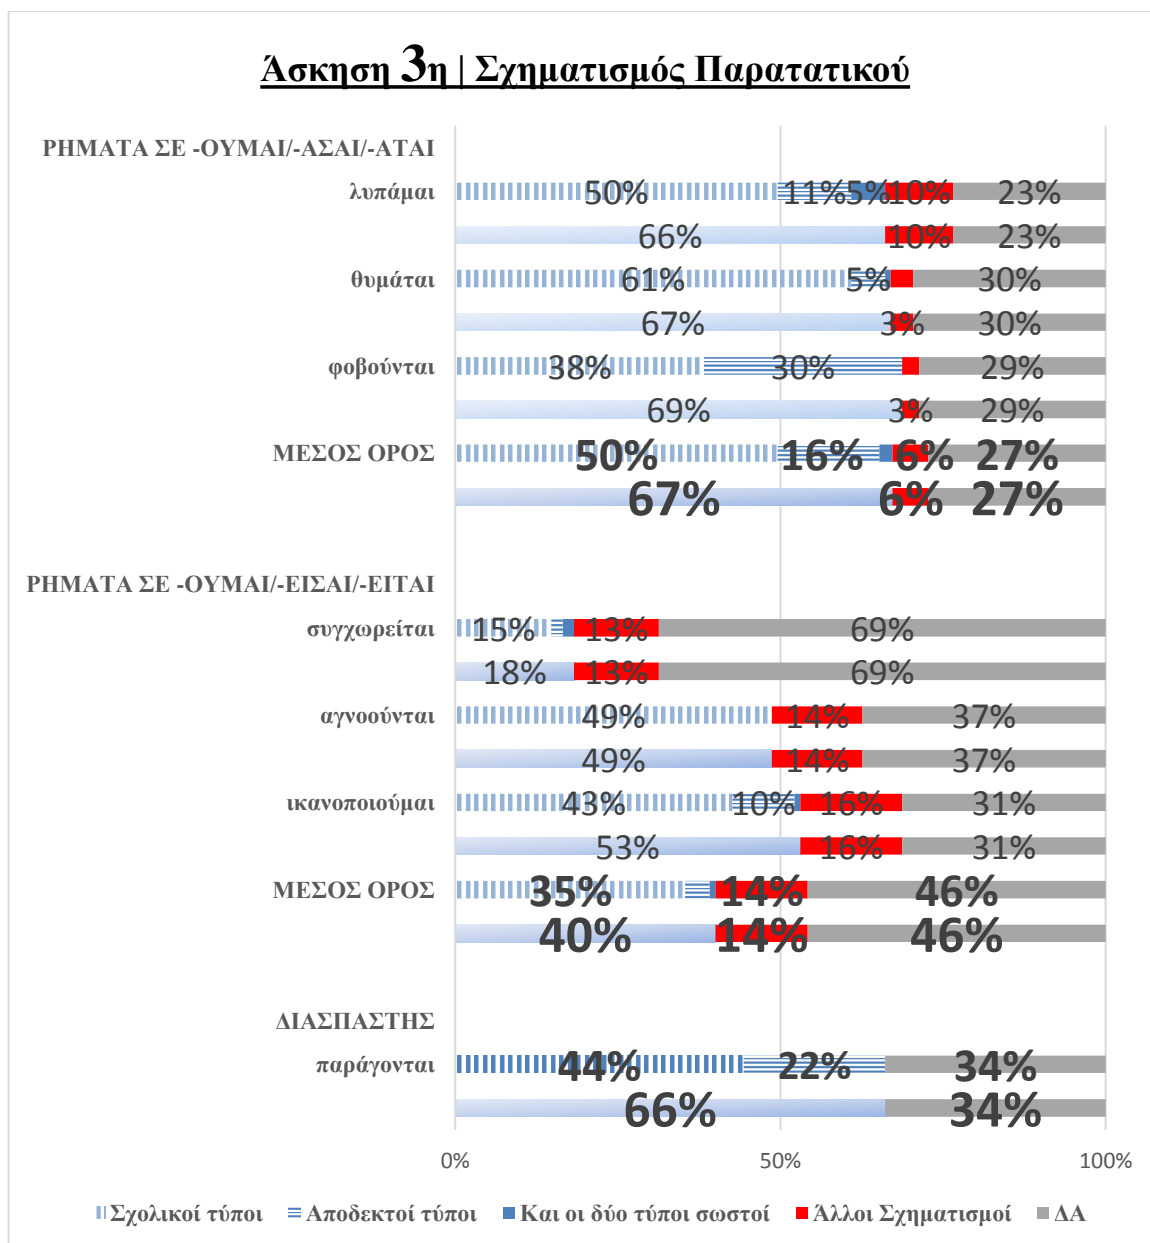 Άσκηση 3η | Σχηματισμός Παρατατικού
ΡΗΜΑΤΑ ΣΕ -ΟΥΜΑΙ/-ΑΣΑΙ/-ΑΤΑΙ
λυπάμαι 50% 11% 5% 10% 23%
66% 10% 23%
θυμάται 61% 5% 30%
67% 3% 30%
φοβούνται 38% 30% 29%
69% 3% 29%
ΜΕΣΟΣ ΟΡΟΣ 50% 16% 6% 27%
67% 6% 27%
ΡΗΜΑΤΑ ΣΕ -ΟΥΜΑΙ/-ΕΙΣΑΙ/-ΕΙΤΑΙ
συγχωρείται 15% 13% 69%
18% 13% 69%
αγνοούνται 49% 14% 37%
49% 14% 37%
ικανοποιούμαι 43% 10% 16% 31%
53% 16% 31%
ΜΕΣΟΣ ΟΡΟΣ 35% 14% 46%
40% 14% 46%
ΔΙΑΣΠΑΣΤΗΣ
παράγονται 44% 22% 34%
66% 34%
0% 50% 100%
Σχολικοί τύποι Αποδεκτοί τύποι Και οι δύο τύποι σωστοί Άλλοι Σχηματισμοί ΔΑ